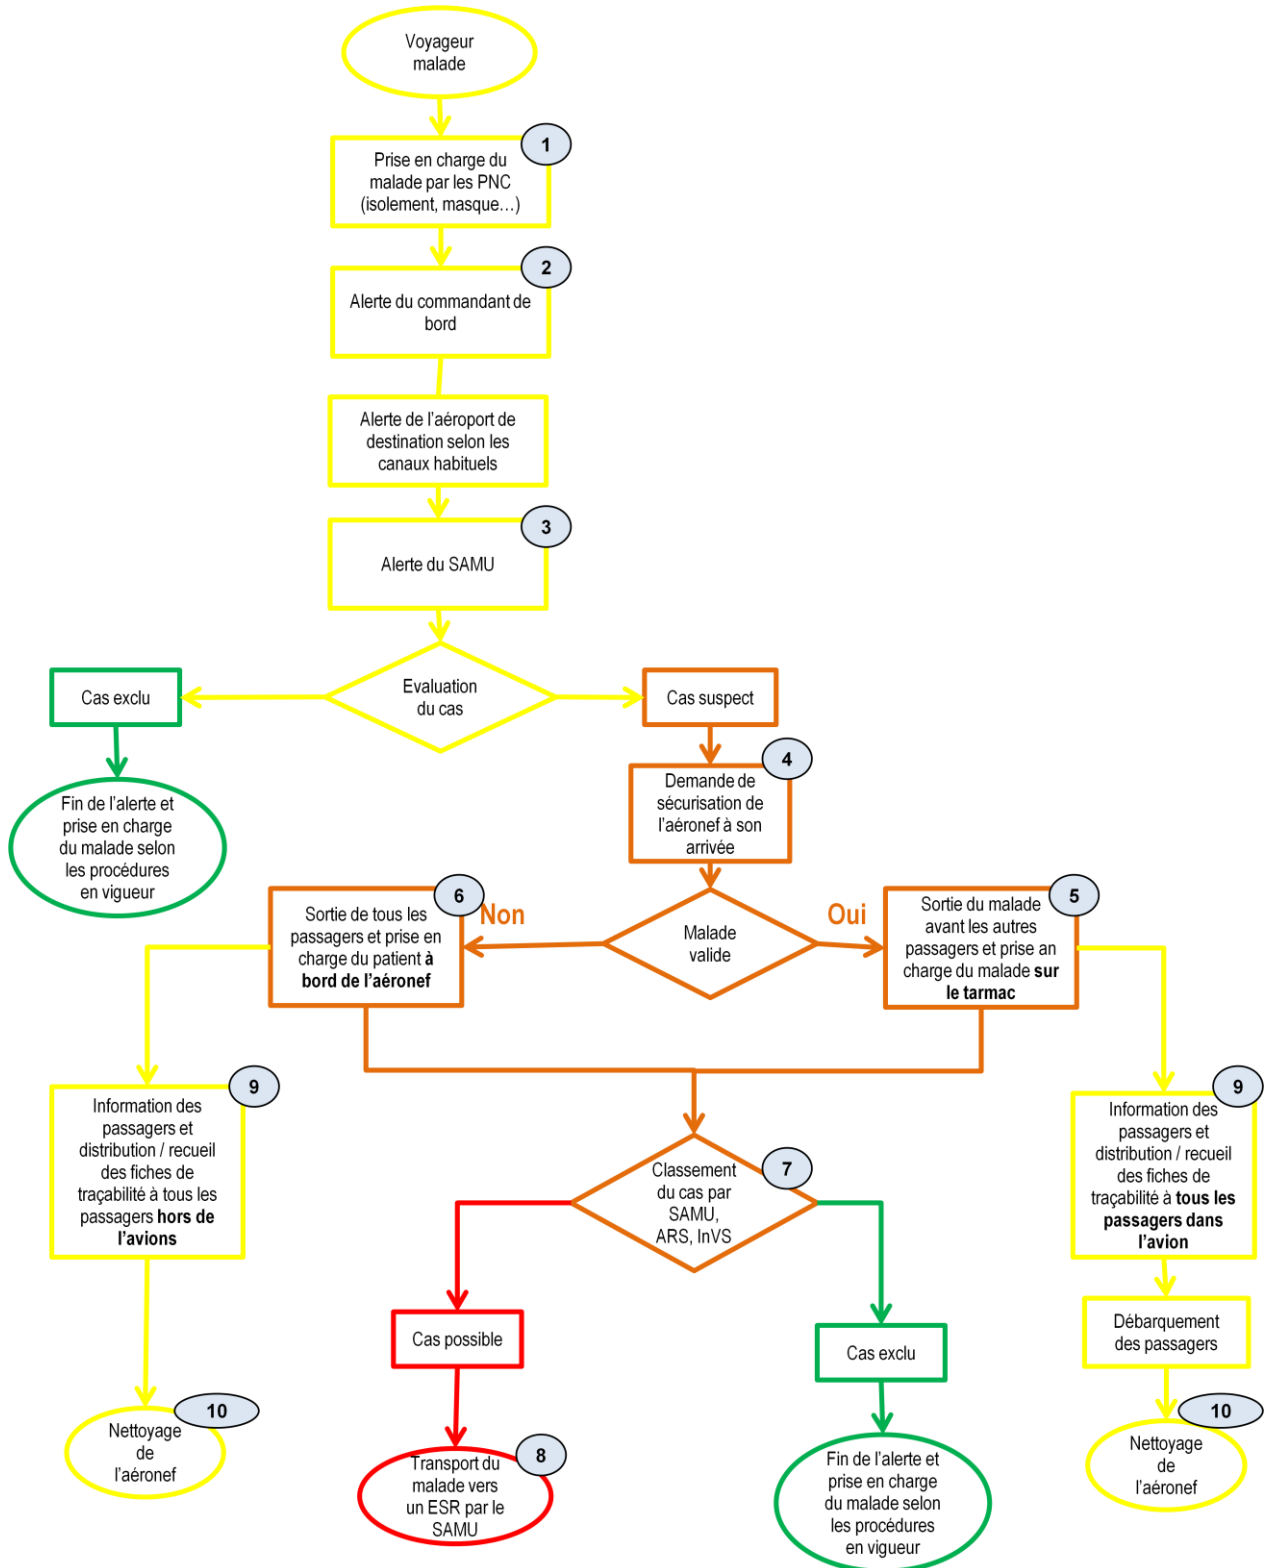 Voyageur
malade
1
Prise en charge du
malade par les PNC
(isolement, masque…)
2
Alerte du commandant de
bord
Alerte de l'aéroport de
destination selon les
canaux habituels
3
Alerte du SAMU
Evaluation
du cas
Cas exclu
Cas suspect
Fin de l'alerte et
prise en charge
du malade selon
les procédures
en vigueur
4
Demande de
sécurisation de
l'aéronef à son
arrivée
6
Sortie de tous les
passagers et prise en
charge du patient à
bord de l'aéronef
Non
Malade
valide
Oui
5
Sortie du malade
avant les autres
passagers et prise an
charge du malade sur
le tarmac
9
Information des
passagers et
distribution / recueil
des fiches de
traçabilité à tous les
passagers hors de
l'avions
7
Classement
du cas par
SAMU,
ARS, InVS
9
Information des
passagers et
distribution / recueil
des fiches de
traçabilité à tous les
passagers dans
l'avion
Cas possible
Cas exclu
Débarquement
des passagers
10
Nettoyage
de
l'aéronef
8
Transport du
malade vers
un ESR par le
SAMU
Fin de l'alerte et
prise en charge
du malade selon
les procédures
en vigueur
10
Nettoyage
de
l'aéronef